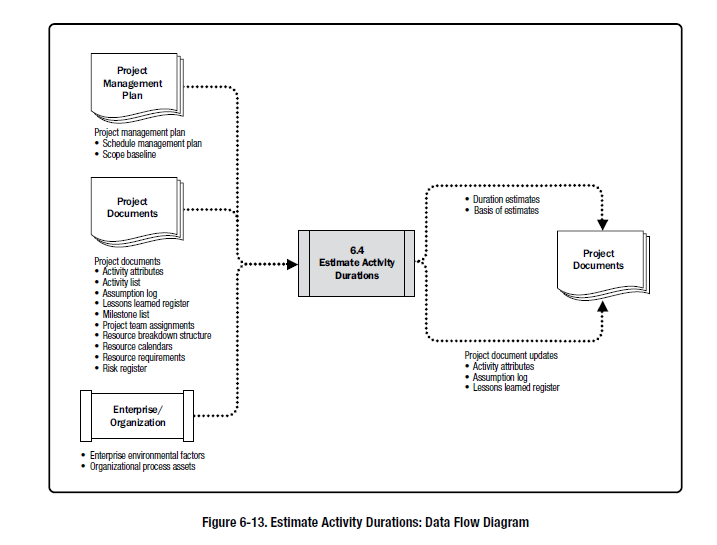 Project
Management
Plan
Project management plan
• Schedule management plan
• Scope baseline
Project
Documents
Project documents
• Activity attributes
• Activity list
• Assumption log
• Lessons learned register
• Milestone list
• Project team assignments
• Resource breakdown structure
• Resource calendars
• Resource requirements
• Risk register
Enterprise/
Organization
• Enterprise environmental factors
• Organizational process assets
6.4
Estimate Activity
Durations
• Duration estimates
• Basis of estimates
Project
Documents
Project document updates
• Activity attributes
• Assumption log
• Lessons learned register
Figure 6-13. Estimate Activity Durations: Data Flow Diagram